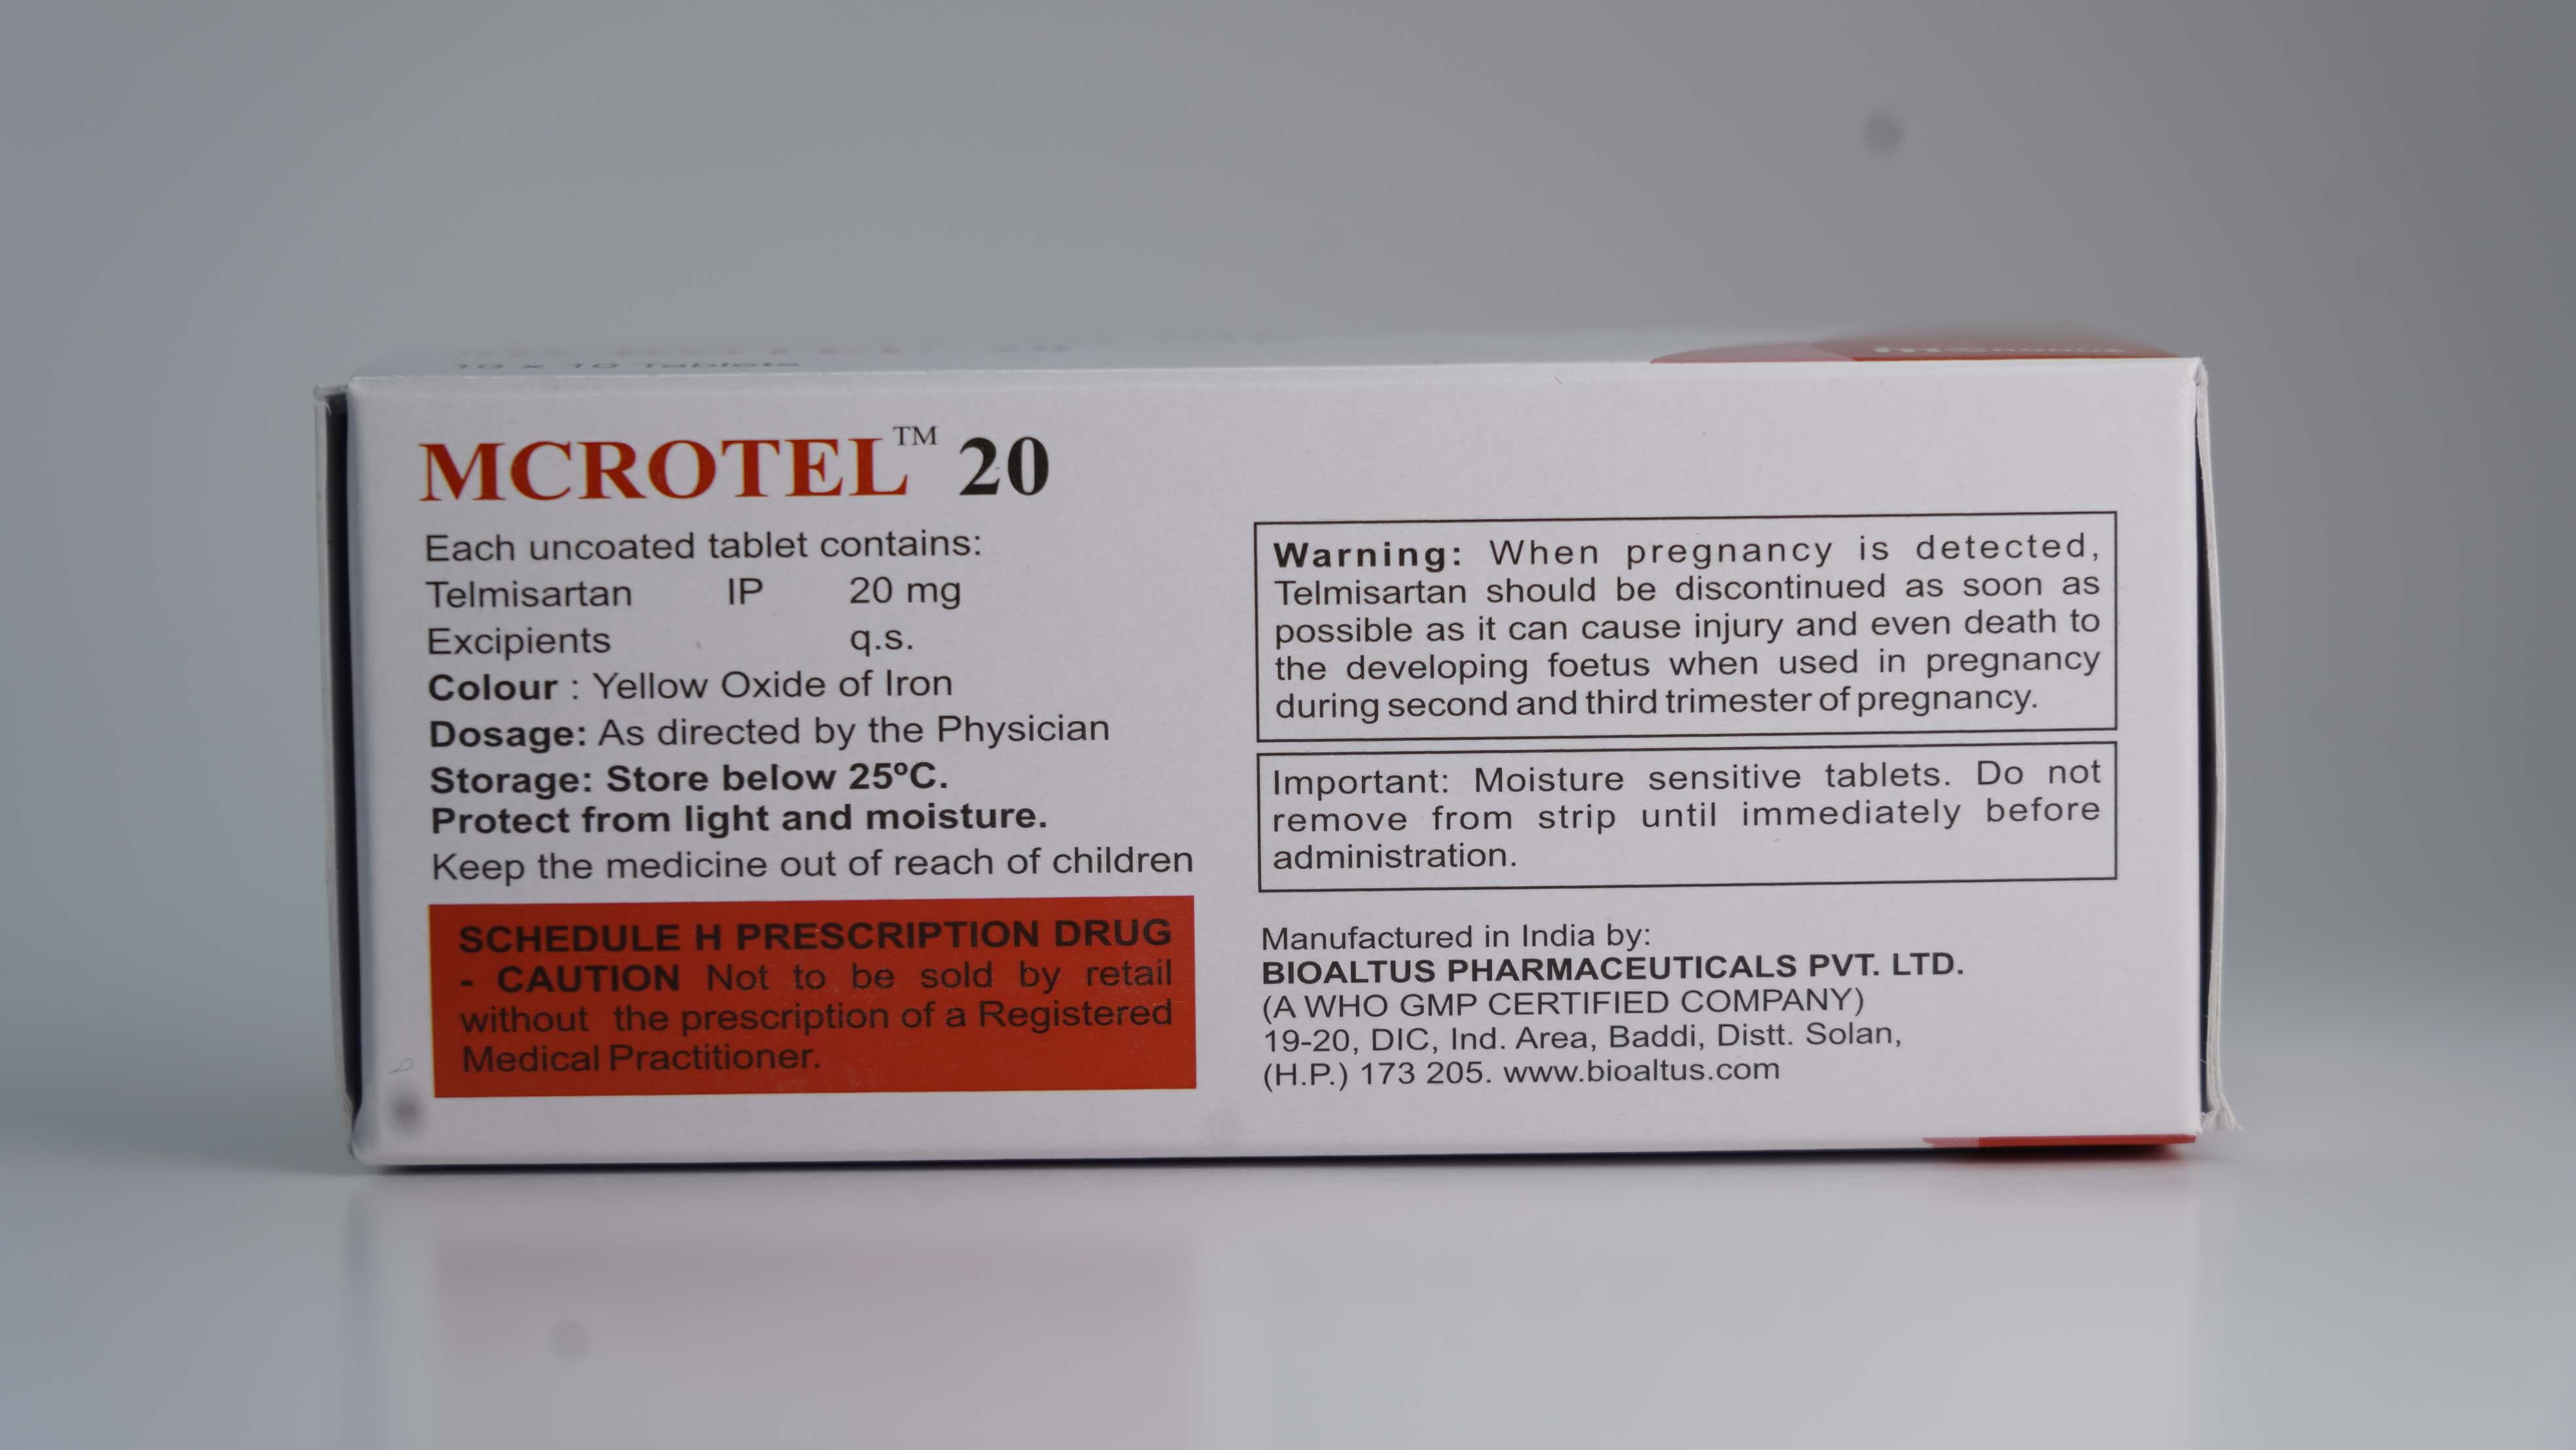 10 x 10 Tablets
MCROTEL™ 20
Each uncoated tablet contains:
Telmisartan IP 20 mg
Excipients q.s.
Colour : Yellow Oxide of Iron
Dosage: As directed by the Physician
Storage: Store below 25ºC.
Protect from light and moisture.
Keep the medicine out of reach of children
SCHEDULE H PRESCRIPTION DRUG
- CAUTION Not to be sold by retail
without the prescription of a Registered
Medical Practitioner.
Warning: When pregnancy is detected,
Telmisartan should be discontinued as soon as
possible as it can cause injury and even death to
the developing foetus when used in pregnancy
during second and third trimester of pregnancy.
Important: Moisture sensitive tablets. Do not
remove from strip until immediately before
administration.
Manufactured in India by:
BIOALTUS PHARMACEUTICALS PVT. LTD.
(A WHO GMP CERTIFIED COMPANY)
19-20, DIC, Ind. Area, Baddi, Distt. Solan,
(H.P.) 173 205. www.bioaltus.com